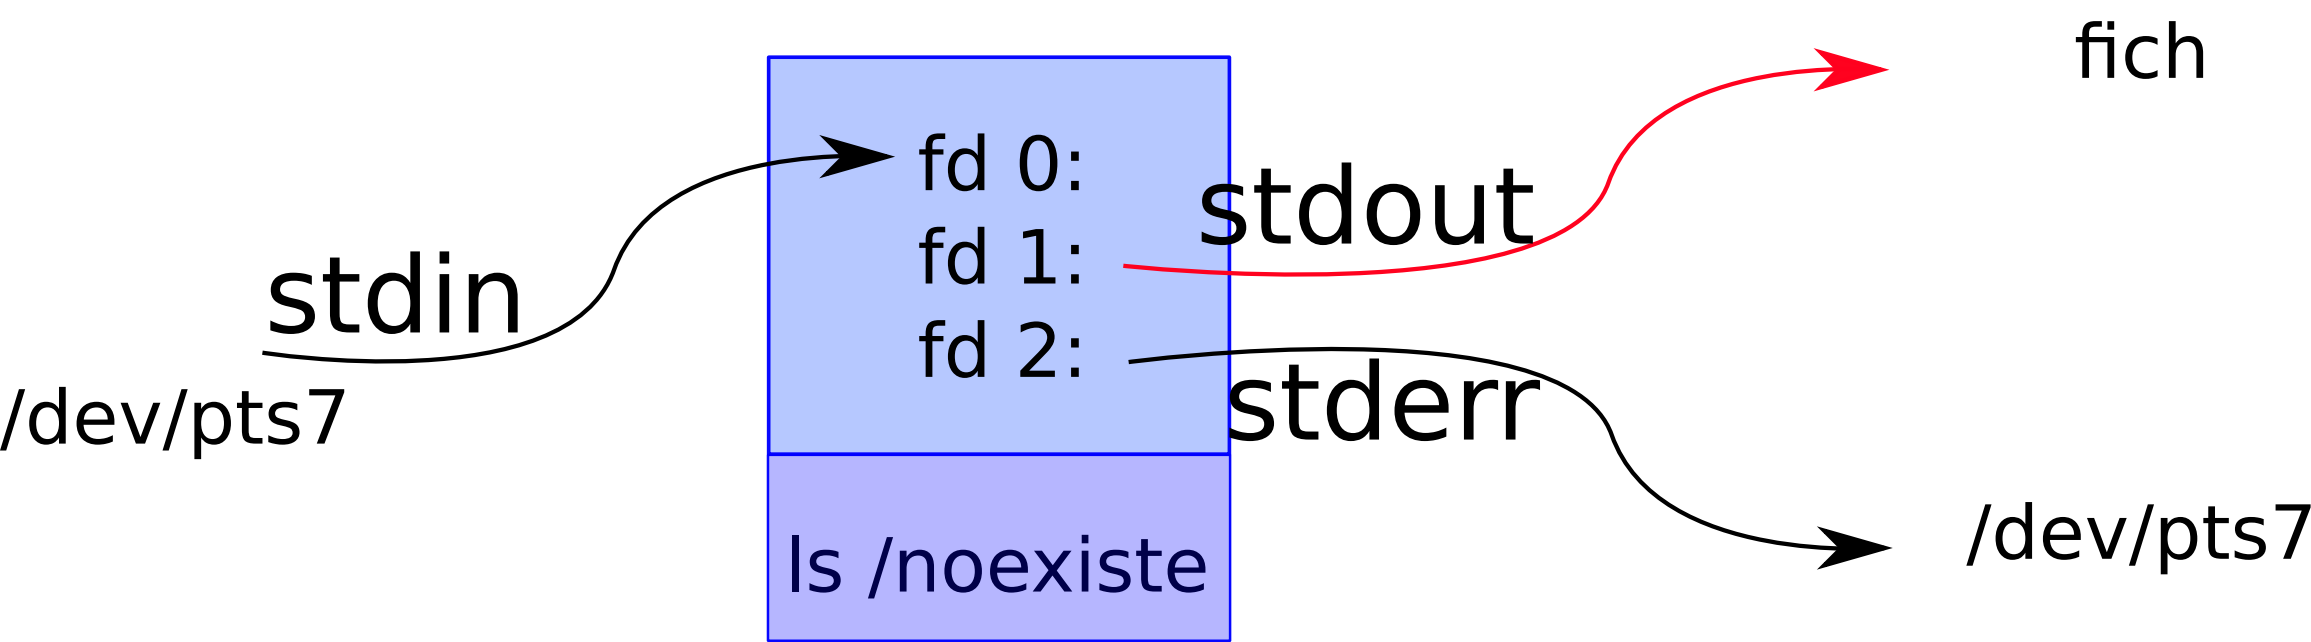 fich
fd 0:
stdout
fd 1:
stdin
fd 2:
stderr
/dev/pts7
/dev/pts7
ls /noexiste